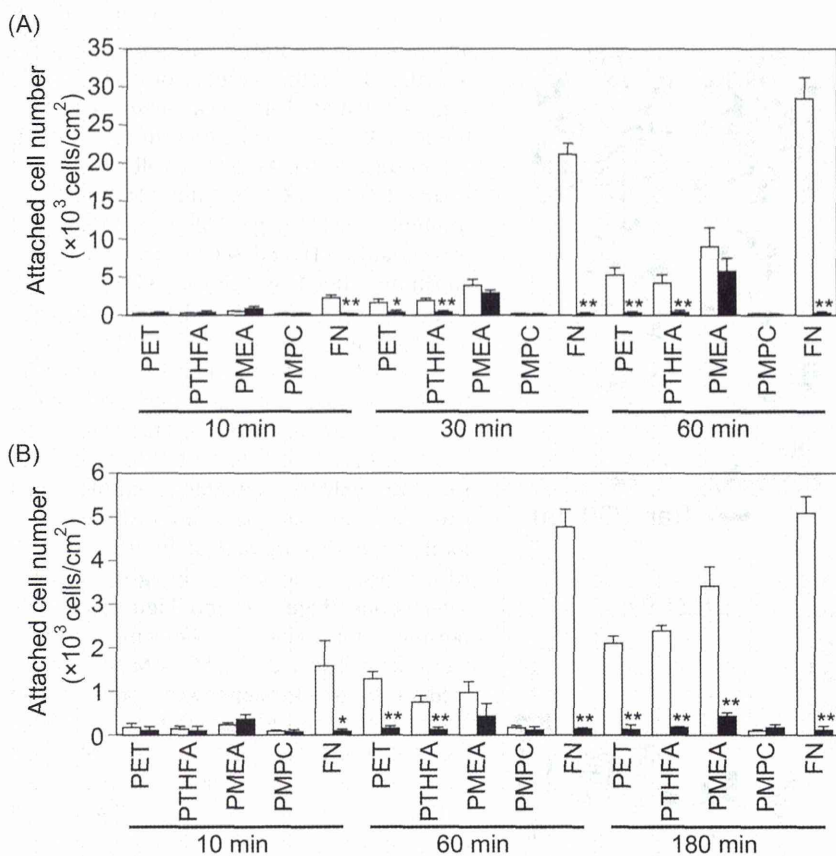 (A)
Attached cell number
(×10³ cells/cm²)
35
30
25
20
15
10
5
0
** * ** ** ** ** **
PET PTHFA PMEA PMPC FN PET PTHFA PMEA PMPC FN PET PTHFA PMEA PMPC FN
10 min 30 min 60 min
(B)
Attached cell number
(×10³ cells/cm²)
6
5
4
3
2
1
0
* ** ** ** ** ** ** **
PET PTHFA PMEA PMPC FN PET PTHFA PMEA PMPC FN PET PTHFA PMEA PMPC FN
10 min 60 min 180 min